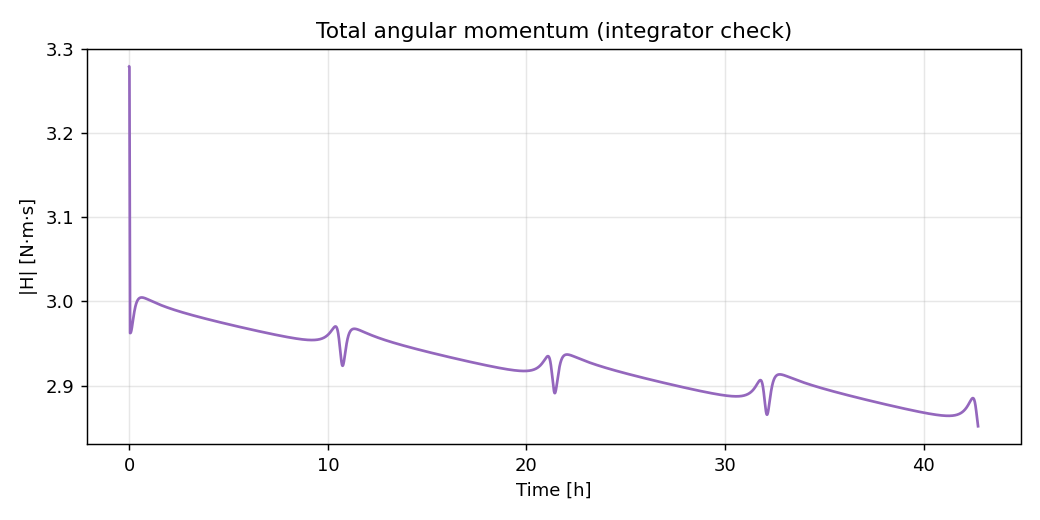 Total angular momentum (integrator check)
3.3
3.2
3.1
3.0
2.9
|H| [N·m·s]
0 10 20 30 40
Time [h]